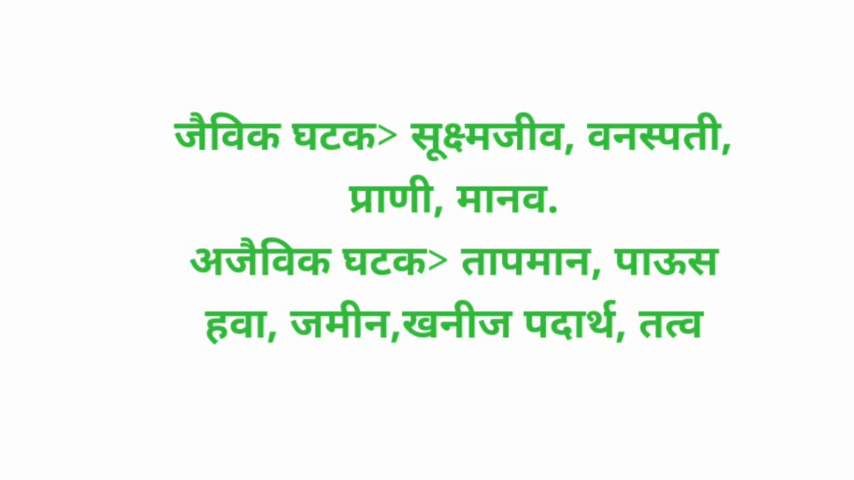 जैविक घटक> सूक्ष्मजीव, वनस्पती,
प्राणी, मानव.
अजैविक घटक> तापमान, पाऊस
हवा, जमीन,खनीज पदार्थ, तत्व